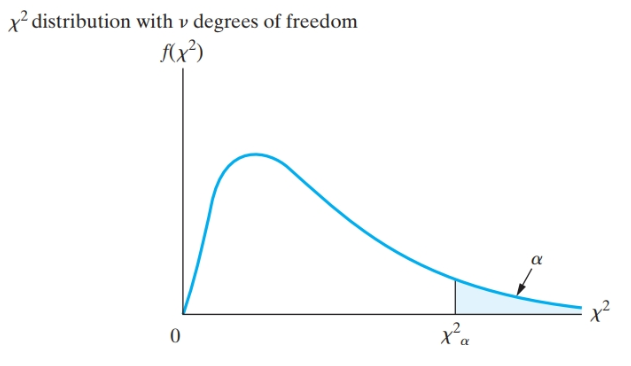 χ² distribution with ν degrees of freedom
f(χ²)
α
χ²
0
χ²α